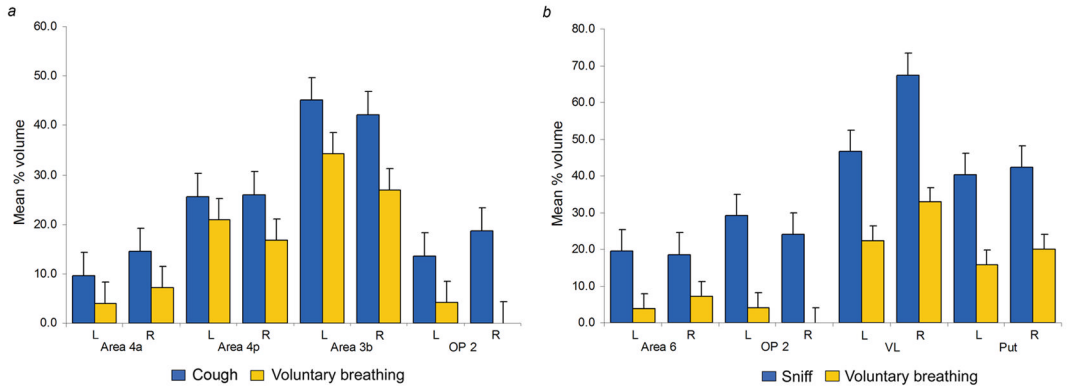 a
Mean % volume
60.0
50.0
40.0
30.0
20.0
10.0
0.0
L R L R L R L R
Area 4a Area 4p Area 3b OP 2
Cough Voluntary breathing
b
Mean % volume
80.0
70.0
60.0
50.0
40.0
30.0
20.0
10.0
0.0
L R L R L R L R
Area 6 OP 2 VL Put
Sniff Voluntary breathing